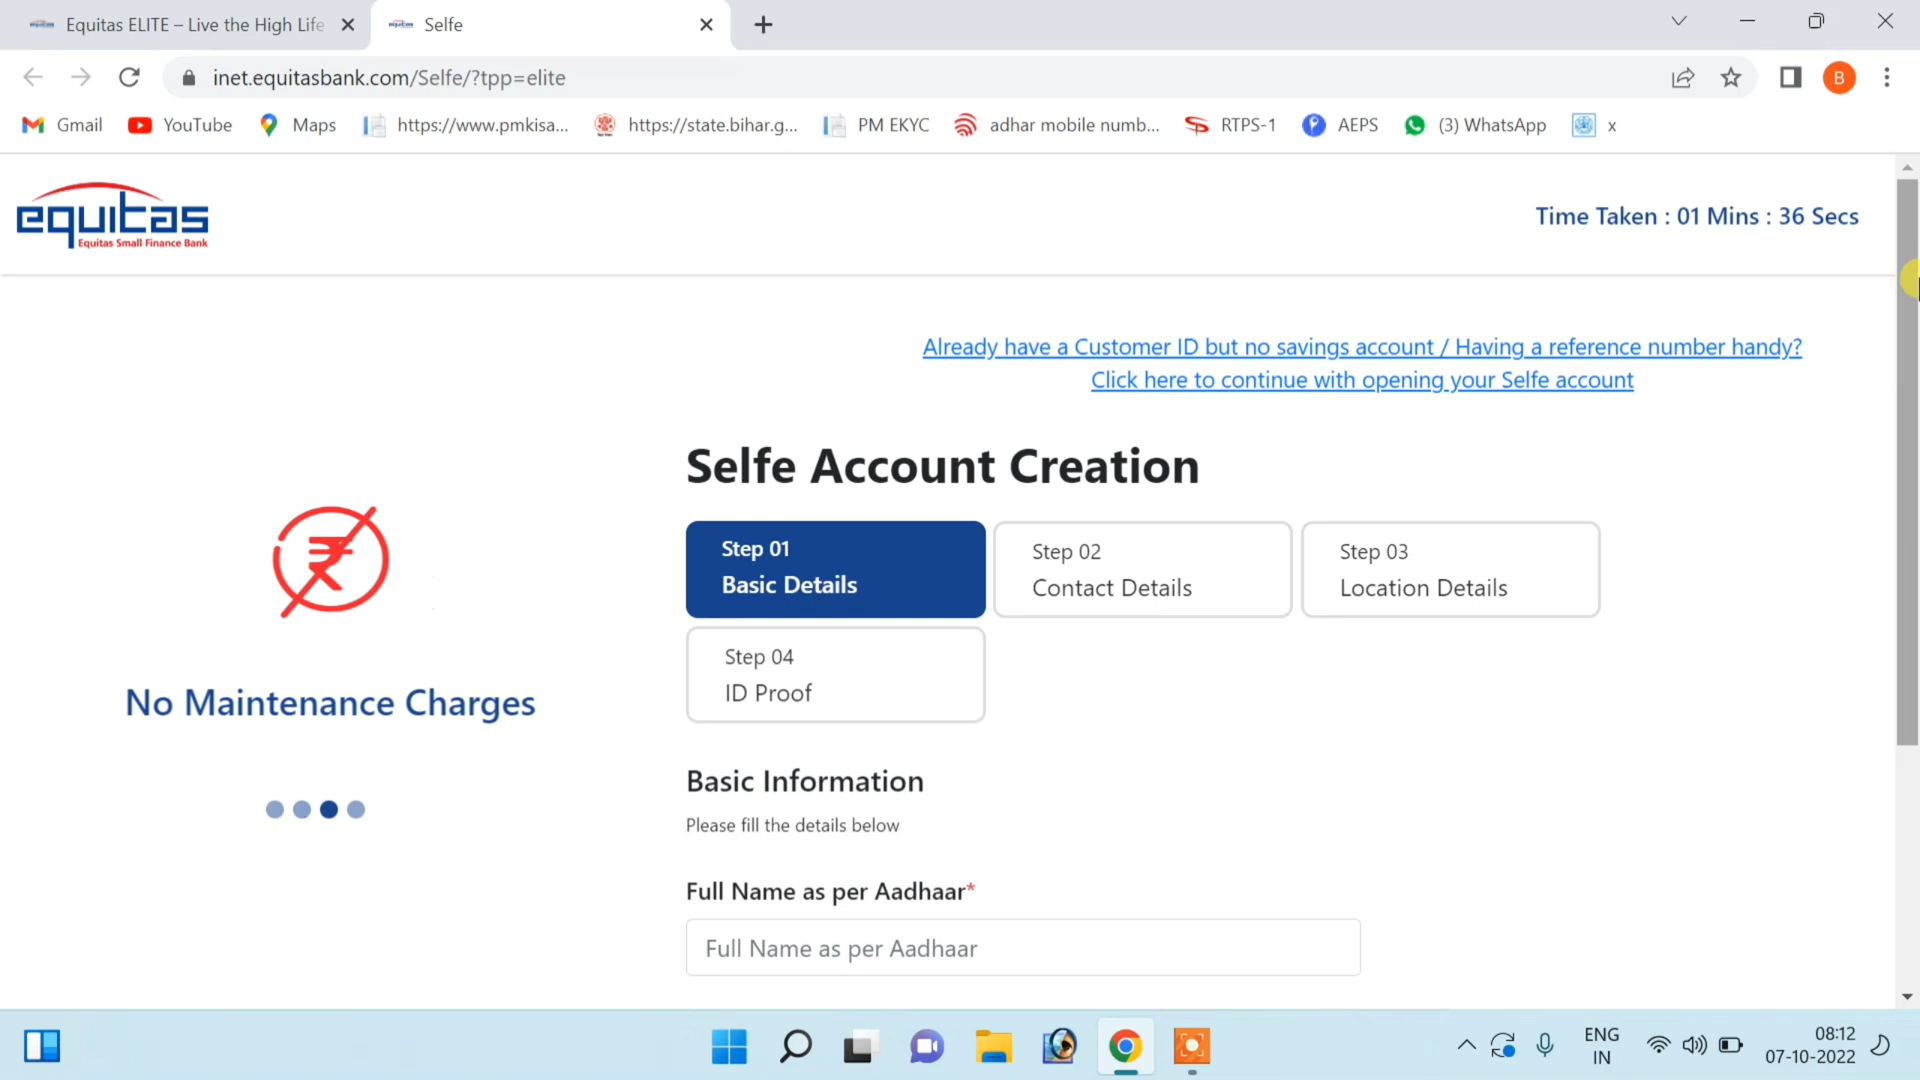 Equitas ELITE – Live the High Life
Selfe
inet.equitasbank.com/Selfe/?tpp=elite
B
Gmail
YouTube
Maps
https://www.pmkisa...
https://state.bihar.g...
PM EKYC
adhar mobile numb...
RTPS-1
AEPS
(3) WhatsApp
x
equitas
Equitas Small Finance Bank
Time Taken : 01 Mins : 36 Secs
Already have a Customer ID but no savings account / Having a reference number handy?
Click here to continue with opening your Selfe account
Selfe Account Creation
Step 01
Basic Details
Step 02
Contact Details
Step 03
Location Details
Step 04
ID Proof
₹
No Maintenance Charges
Basic Information
Please fill the details below
Full Name as per Aadhaar*
Full Name as per Aadhaar
ENG
IN
08:12
07-10-2022